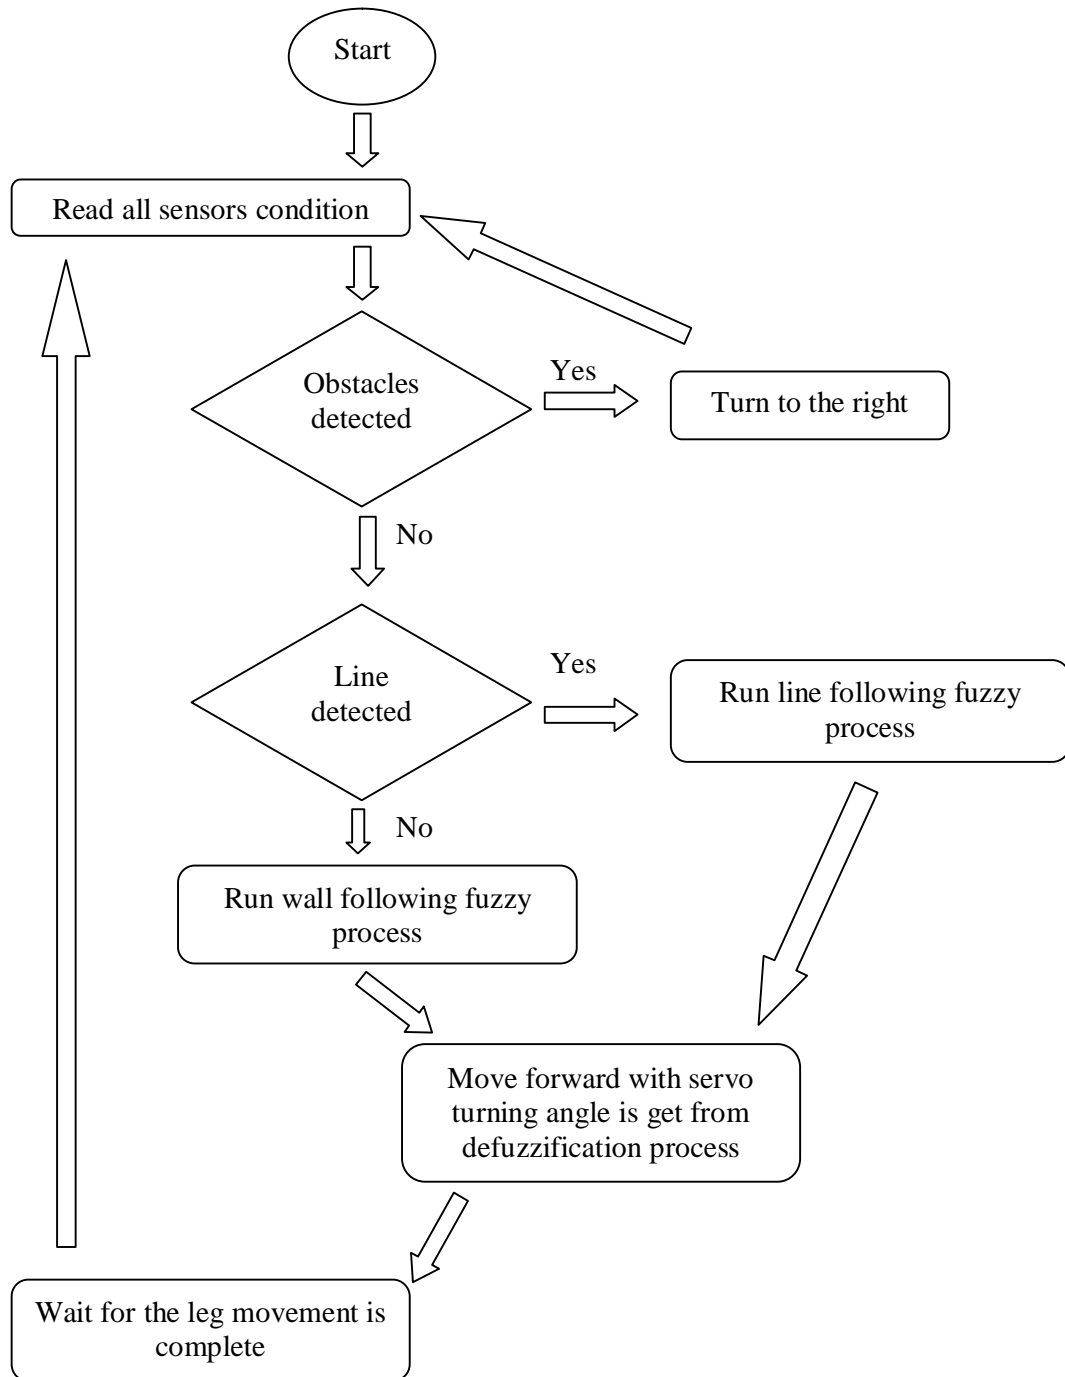 Start
Read all sensors condition
Obstacles
detected
Yes
Turn to the right
No
Line
detected
Yes
Run line following fuzzy
process
No
Run wall following fuzzy
process
Move forward with servo
turning angle is get from
defuzzification process
Wait for the leg movement is
complete